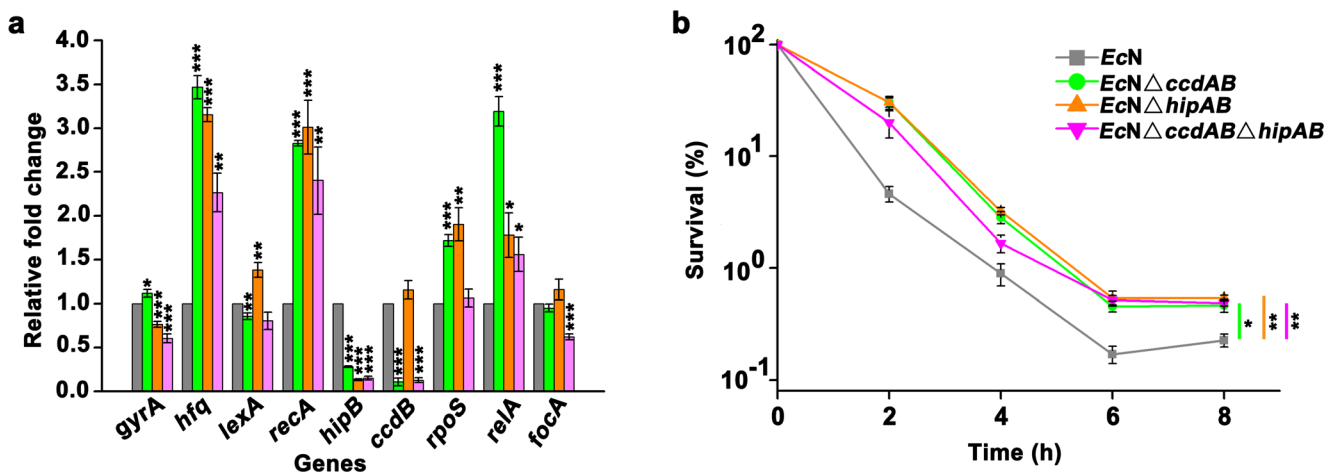 a
4.0
3.5
3.0
2.5
2.0
1.5
1.0
0.5
0.0
Relative fold change
* *** ***
*** *** **
** **
*** *** **
*** *** ***
*** ***
*** **
*** * *
***
gyrA hfq lexA recA hipB ccdB rpoS relA focA
Genes
b
10²
10¹
10⁰
10⁻¹
Survival (%)
EcN
EcN△ccdAB
EcN△hipAB
EcN△ccdAB△hipAB
* ** **
0 2 4 6 8
Time (h)